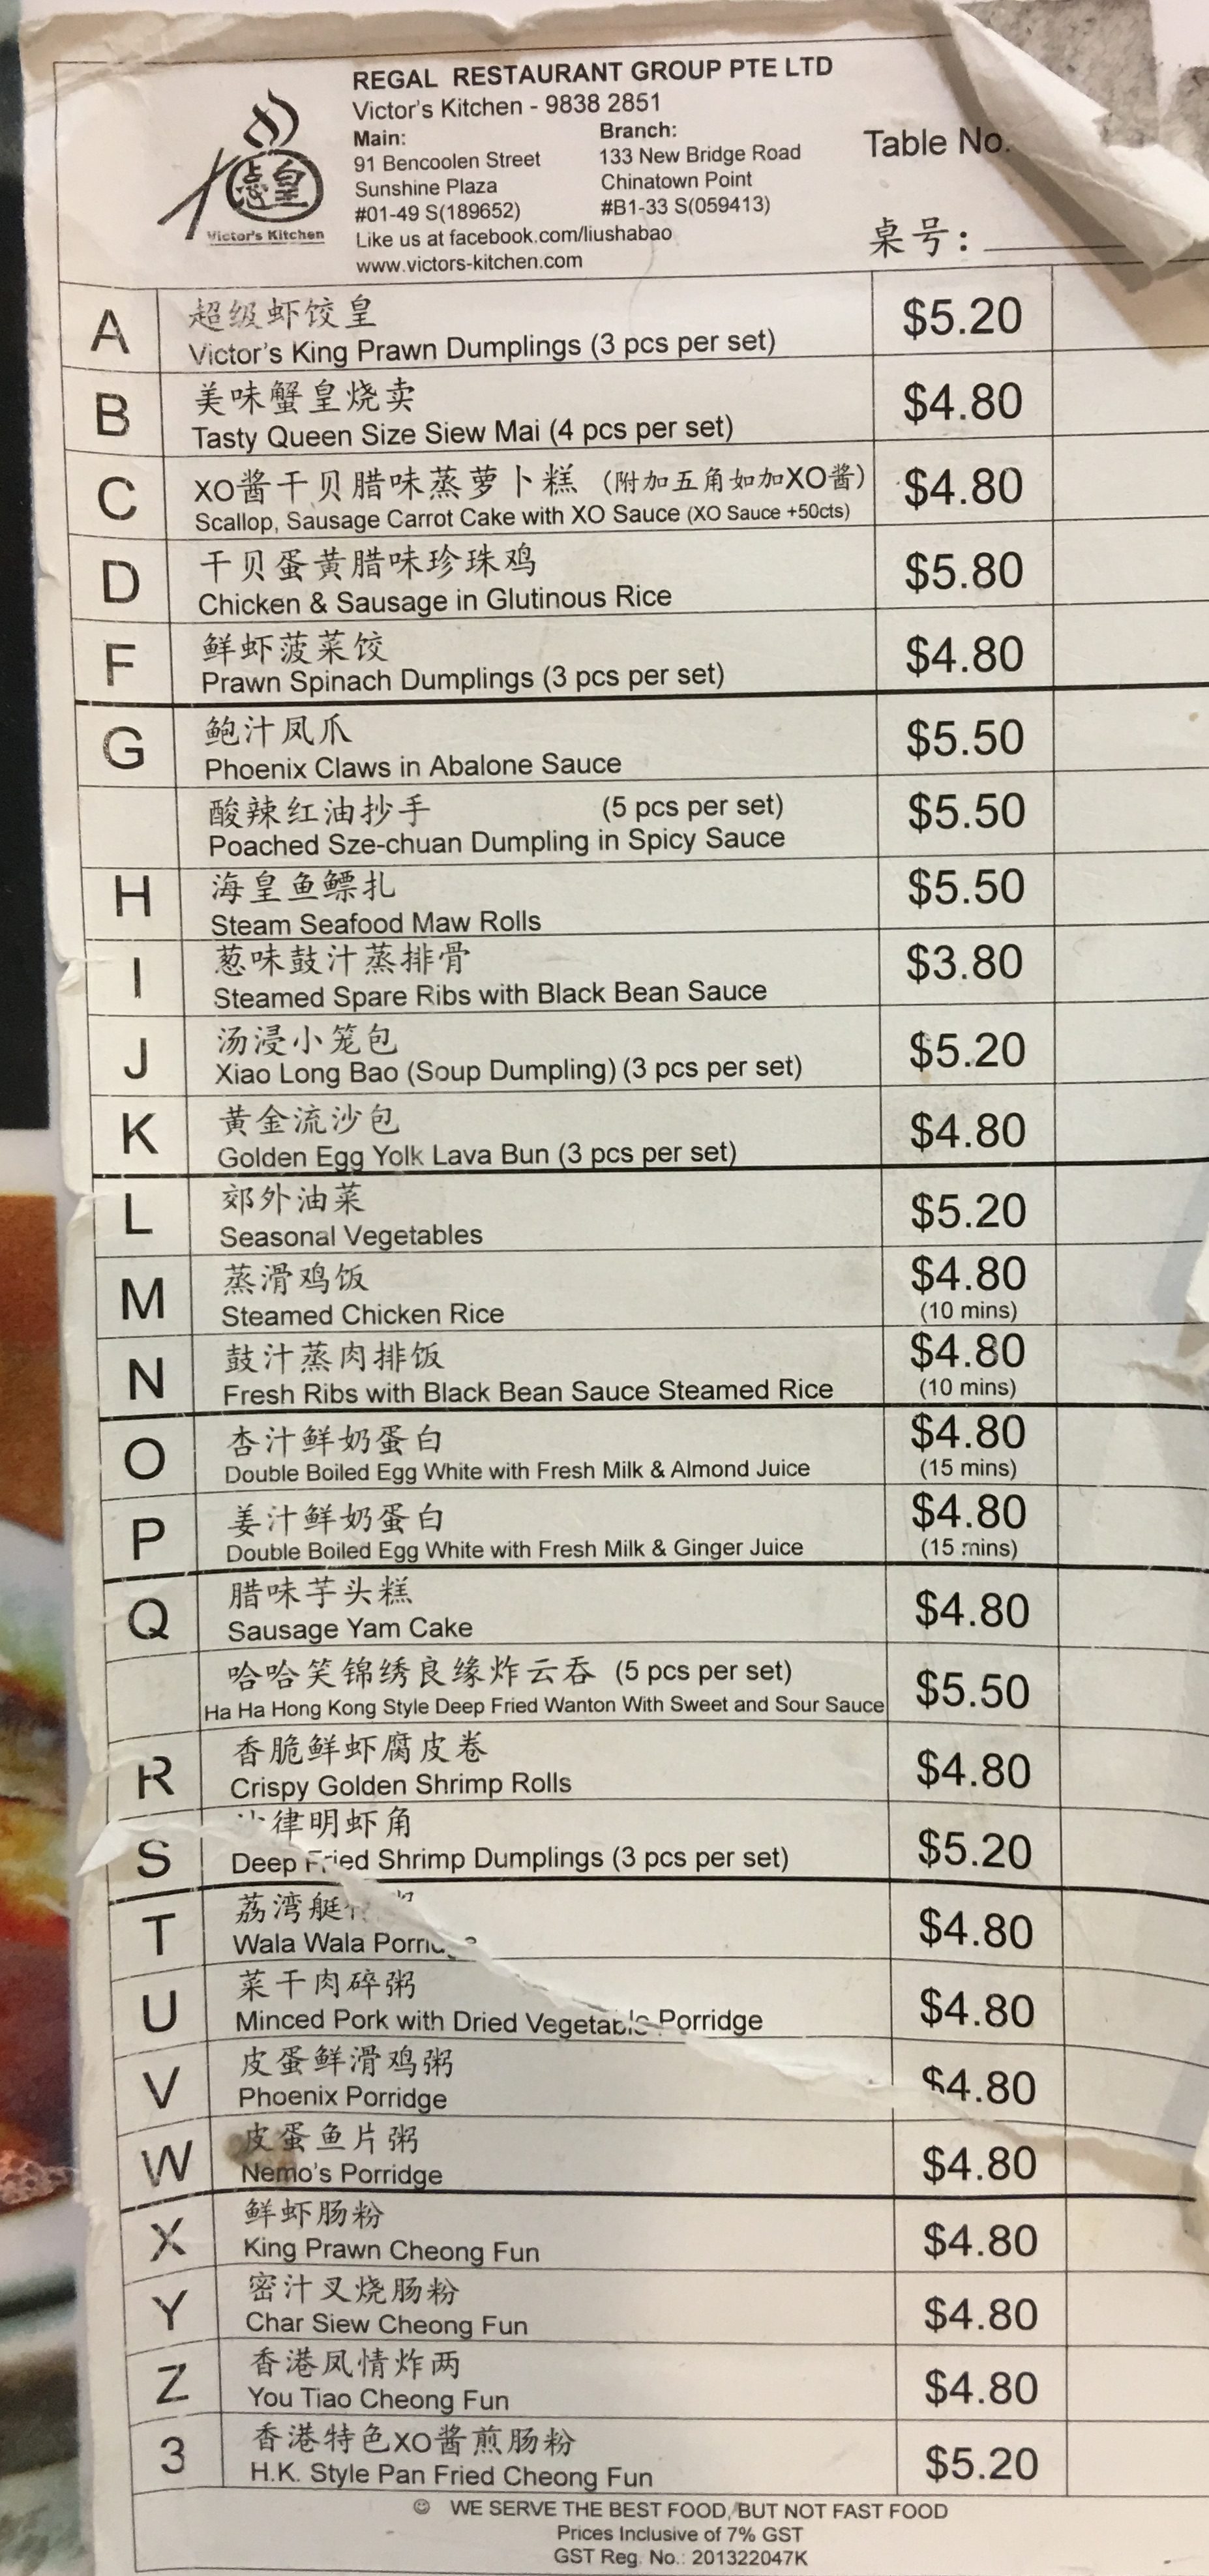 REGAL RESTAURANT GROUP PTE LTD
Victor's Kitchen - 9838 2851
Main:
91 Bencoolen Street
Sunshine Plaza
#01-49 S(189652)
Branch:
133 New Bridge Road
Chinatown Point
#B1-33 S(059413)
Like us at facebook.com/liushabao
www.victors-kitchen.com
点皇
Victor's Kitchen
Table No.
桌号:
A 超级虾饺皇 $5.20
Victor's King Prawn Dumplings (3 pcs per set)
B 美味蟹皇烧卖 $4.80
Tasty Queen Size Siew Mai (4 pcs per set)
C XO酱干贝腊味蒸萝卜糕 (附加五角如加XO酱) $4.80
Scallop, Sausage Carrot Cake with XO Sauce (XO Sauce +50cts)
D 干贝蛋黄腊味珍珠鸡 $5.80
Chicken & Sausage in Glutinous Rice
F 鲜虾菠菜饺 $4.80
Prawn Spinach Dumplings (3 pcs per set)
G 鲍汁凤爪 $5.50
Phoenix Claws in Abalone Sauce
酸辣红油抄手 (5 pcs per set) $5.50
Poached Sze-chuan Dumpling in Spicy Sauce
H 海皇鱼鳔扎 $5.50
Steam Seafood Maw Rolls
I 葱味鼓汁蒸排骨 $3.80
Steamed Spare Ribs with Black Bean Sauce
J 汤浸小笼包 $5.20
Xiao Long Bao (Soup Dumpling) (3 pcs per set)
K 黄金流沙包 $4.80
Golden Egg Yolk Lava Bun (3 pcs per set)
L 郊外油菜 $5.20
Seasonal Vegetables
M 蒸滑鸡饭 $4.80
Steamed Chicken Rice (10 mins)
N 鼓汁蒸肉排饭 $4.80
Fresh Ribs with Black Bean Sauce Steamed Rice (10 mins)
O 杏汁鲜奶蛋白 $4.80
Double Boiled Egg White with Fresh Milk & Almond Juice (15 mins)
P 姜汁鲜奶蛋白 $4.80
Double Boiled Egg White with Fresh Milk & Ginger Juice (15 mins)
Q 腊味芋头糕 $4.80
Sausage Yam Cake
哈哈笑锦绣良缘炸云吞 (5 pcs per set) $5.50
Ha Ha Hong Kong Style Deep Fried Wanton With Sweet and Sour Sauce
R 香脆鲜虾腐皮卷 $4.80
Crispy Golden Shrimp Rolls
S 律明虾角 $5.20
Deep Fried Shrimp Dumplings (3 pcs per set)
T 荔湾艇 $4.80
Wala Wala Porridge
U 菜干肉碎粥 $4.80
Minced Pork with Dried Vegetable Porridge
V 皮蛋鲜滑鸡粥 $4.80
Phoenix Porridge
W 皮蛋鱼片粥 $4.80
Nemo's Porridge
X 鲜虾肠粉 $4.80
King Prawn Cheong Fun
Y 密汁叉烧肠粉 $4.80
Char Siew Cheong Fun
Z 香港凤情炸两 $4.80
You Tiao Cheong Fun
3 香港特色XO酱煎肠粉 $5.20
H.K. Style Pan Fried Cheong Fun
☺ WE SERVE THE BEST FOOD, BUT NOT FAST FOOD
Prices Inclusive of 7% GST
GST Reg. No.: 201322047K